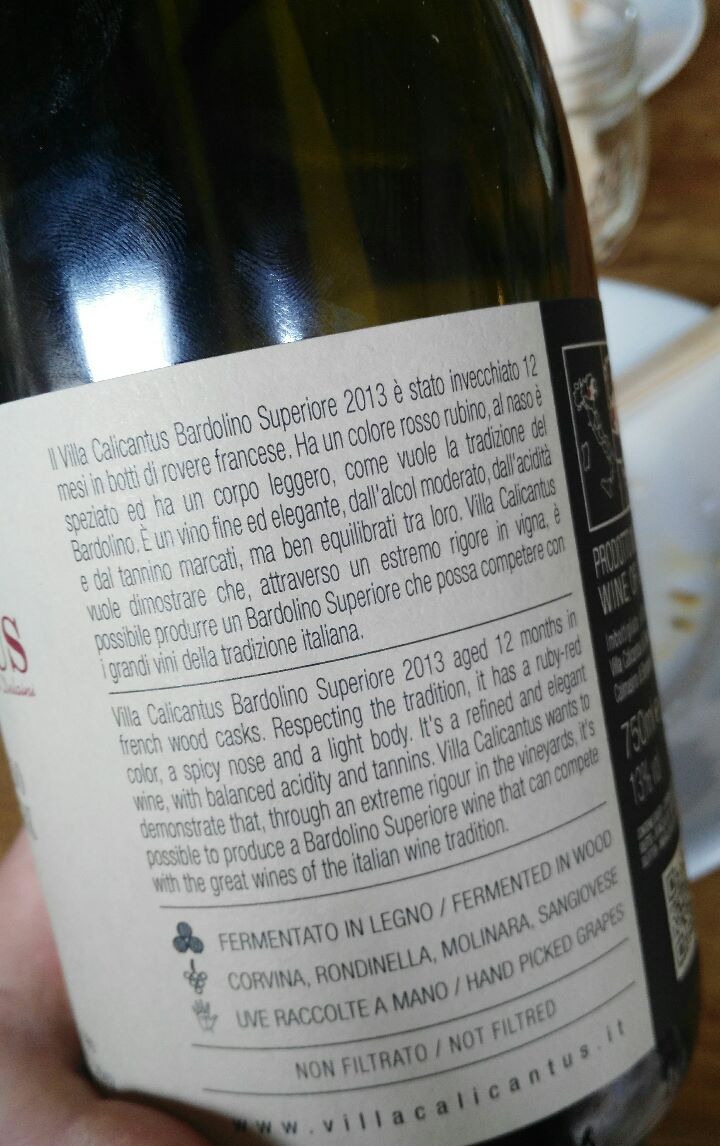 Il Villa Calicantus Bardolino Superiore 2013 è stato invecchiato 12
mesi in botti di rovere francese. Ha un colore rosso rubino, al naso è
speziato ed ha un corpo leggero, come vuole la tradizione del
Bardolino. È un vino fine ed elegante, dall'alcol moderato, dall'acidità
e dal tannino marcati, ma ben equilibrati tra loro. Villa Calicantus
vuole dimostrare che, attraverso un estremo rigore in vigna, è
possibile produrre un Bardolino Superiore che possa competere con
i grandi vini della tradizione italiana.
Villa Calicantus Bardolino Superiore 2013 aged 12 months in
french wood casks. Respecting the tradition, it has a ruby-red
color, a spicy nose and a light body. It's a refined and elegant
wine, with balanced acidity and tannins. Villa Calicantus wants to
demonstrate that, through an extreme rigour in the vineyards, it's
possible to produce a Bardolino Superiore wine that can compete
with the great wines of the italian wine tradition.
FERMENTATO IN LEGNO / FERMENTED IN WOOD
CORVINA, RONDINELLA, MOLINARA, SANGIOVESE
UVE RACCOLTE A MANO / HAND PICKED GRAPES
NON FILTRATO / NOT FILTRED
www.villacalicantus.it
US
WINE
750ml
13%